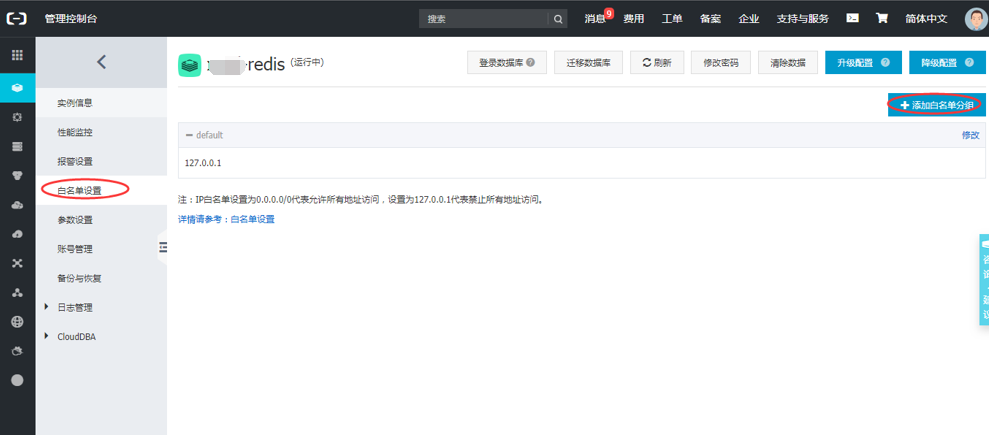 管理控制台
搜索
消息 9 费用 工单 备案 企业 支持与服务 简体中文
redis (运行中)
登录数据库 迁移数据库 刷新 修改密码 清除数据 升级配置 降级配置
添加白名单分组
实例信息
性能监控
报警设置
白名单设置
参数设置
账号管理
备份与恢复
日志管理
CloudDBA
default 修改
127.0.0.1
注：IP白名单设置为0.0.0.0/0代表允许所有地址访问，设置为127.0.0.1代表禁止所有地址访问。
详情请参考：白名单设置
咨询·建议